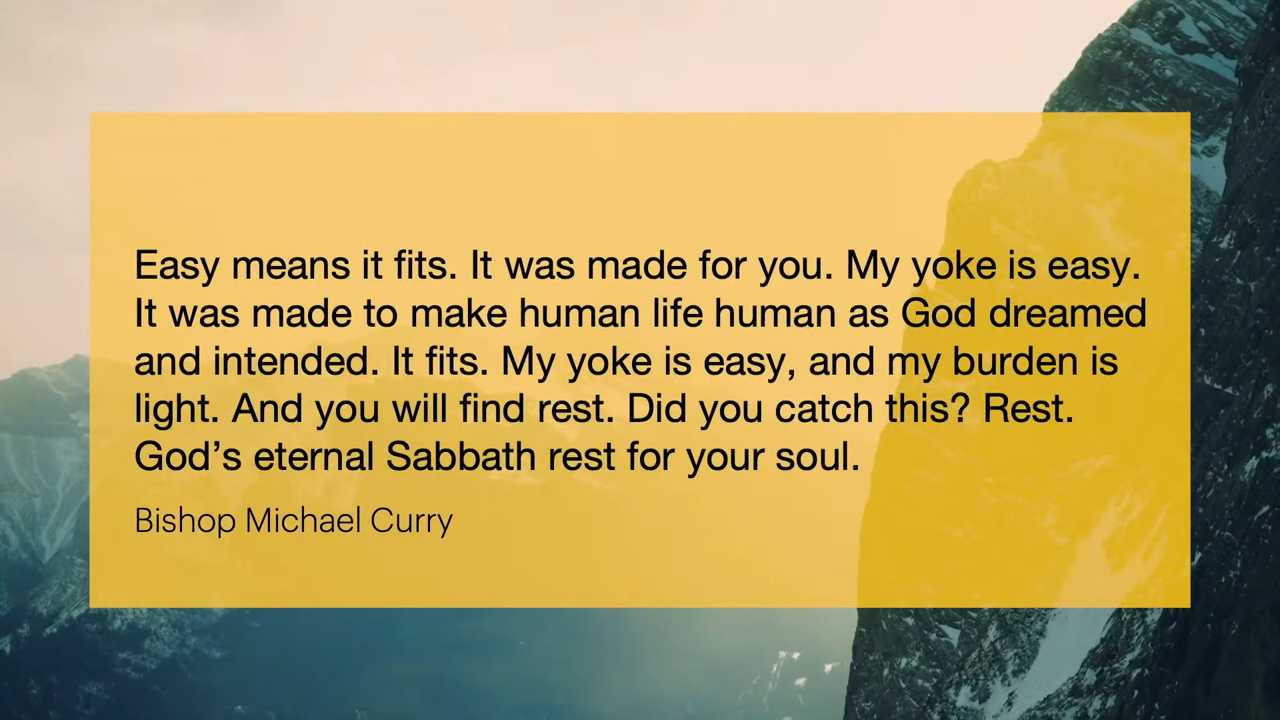 Easy means it fits. It was made for you. My yoke is easy.
It was made to make human life human as God dreamed
and intended. It fits. My yoke is easy, and my burden is
light. And you will find rest. Did you catch this? Rest.
God’s eternal Sabbath rest for your soul.
Bishop Michael Curry